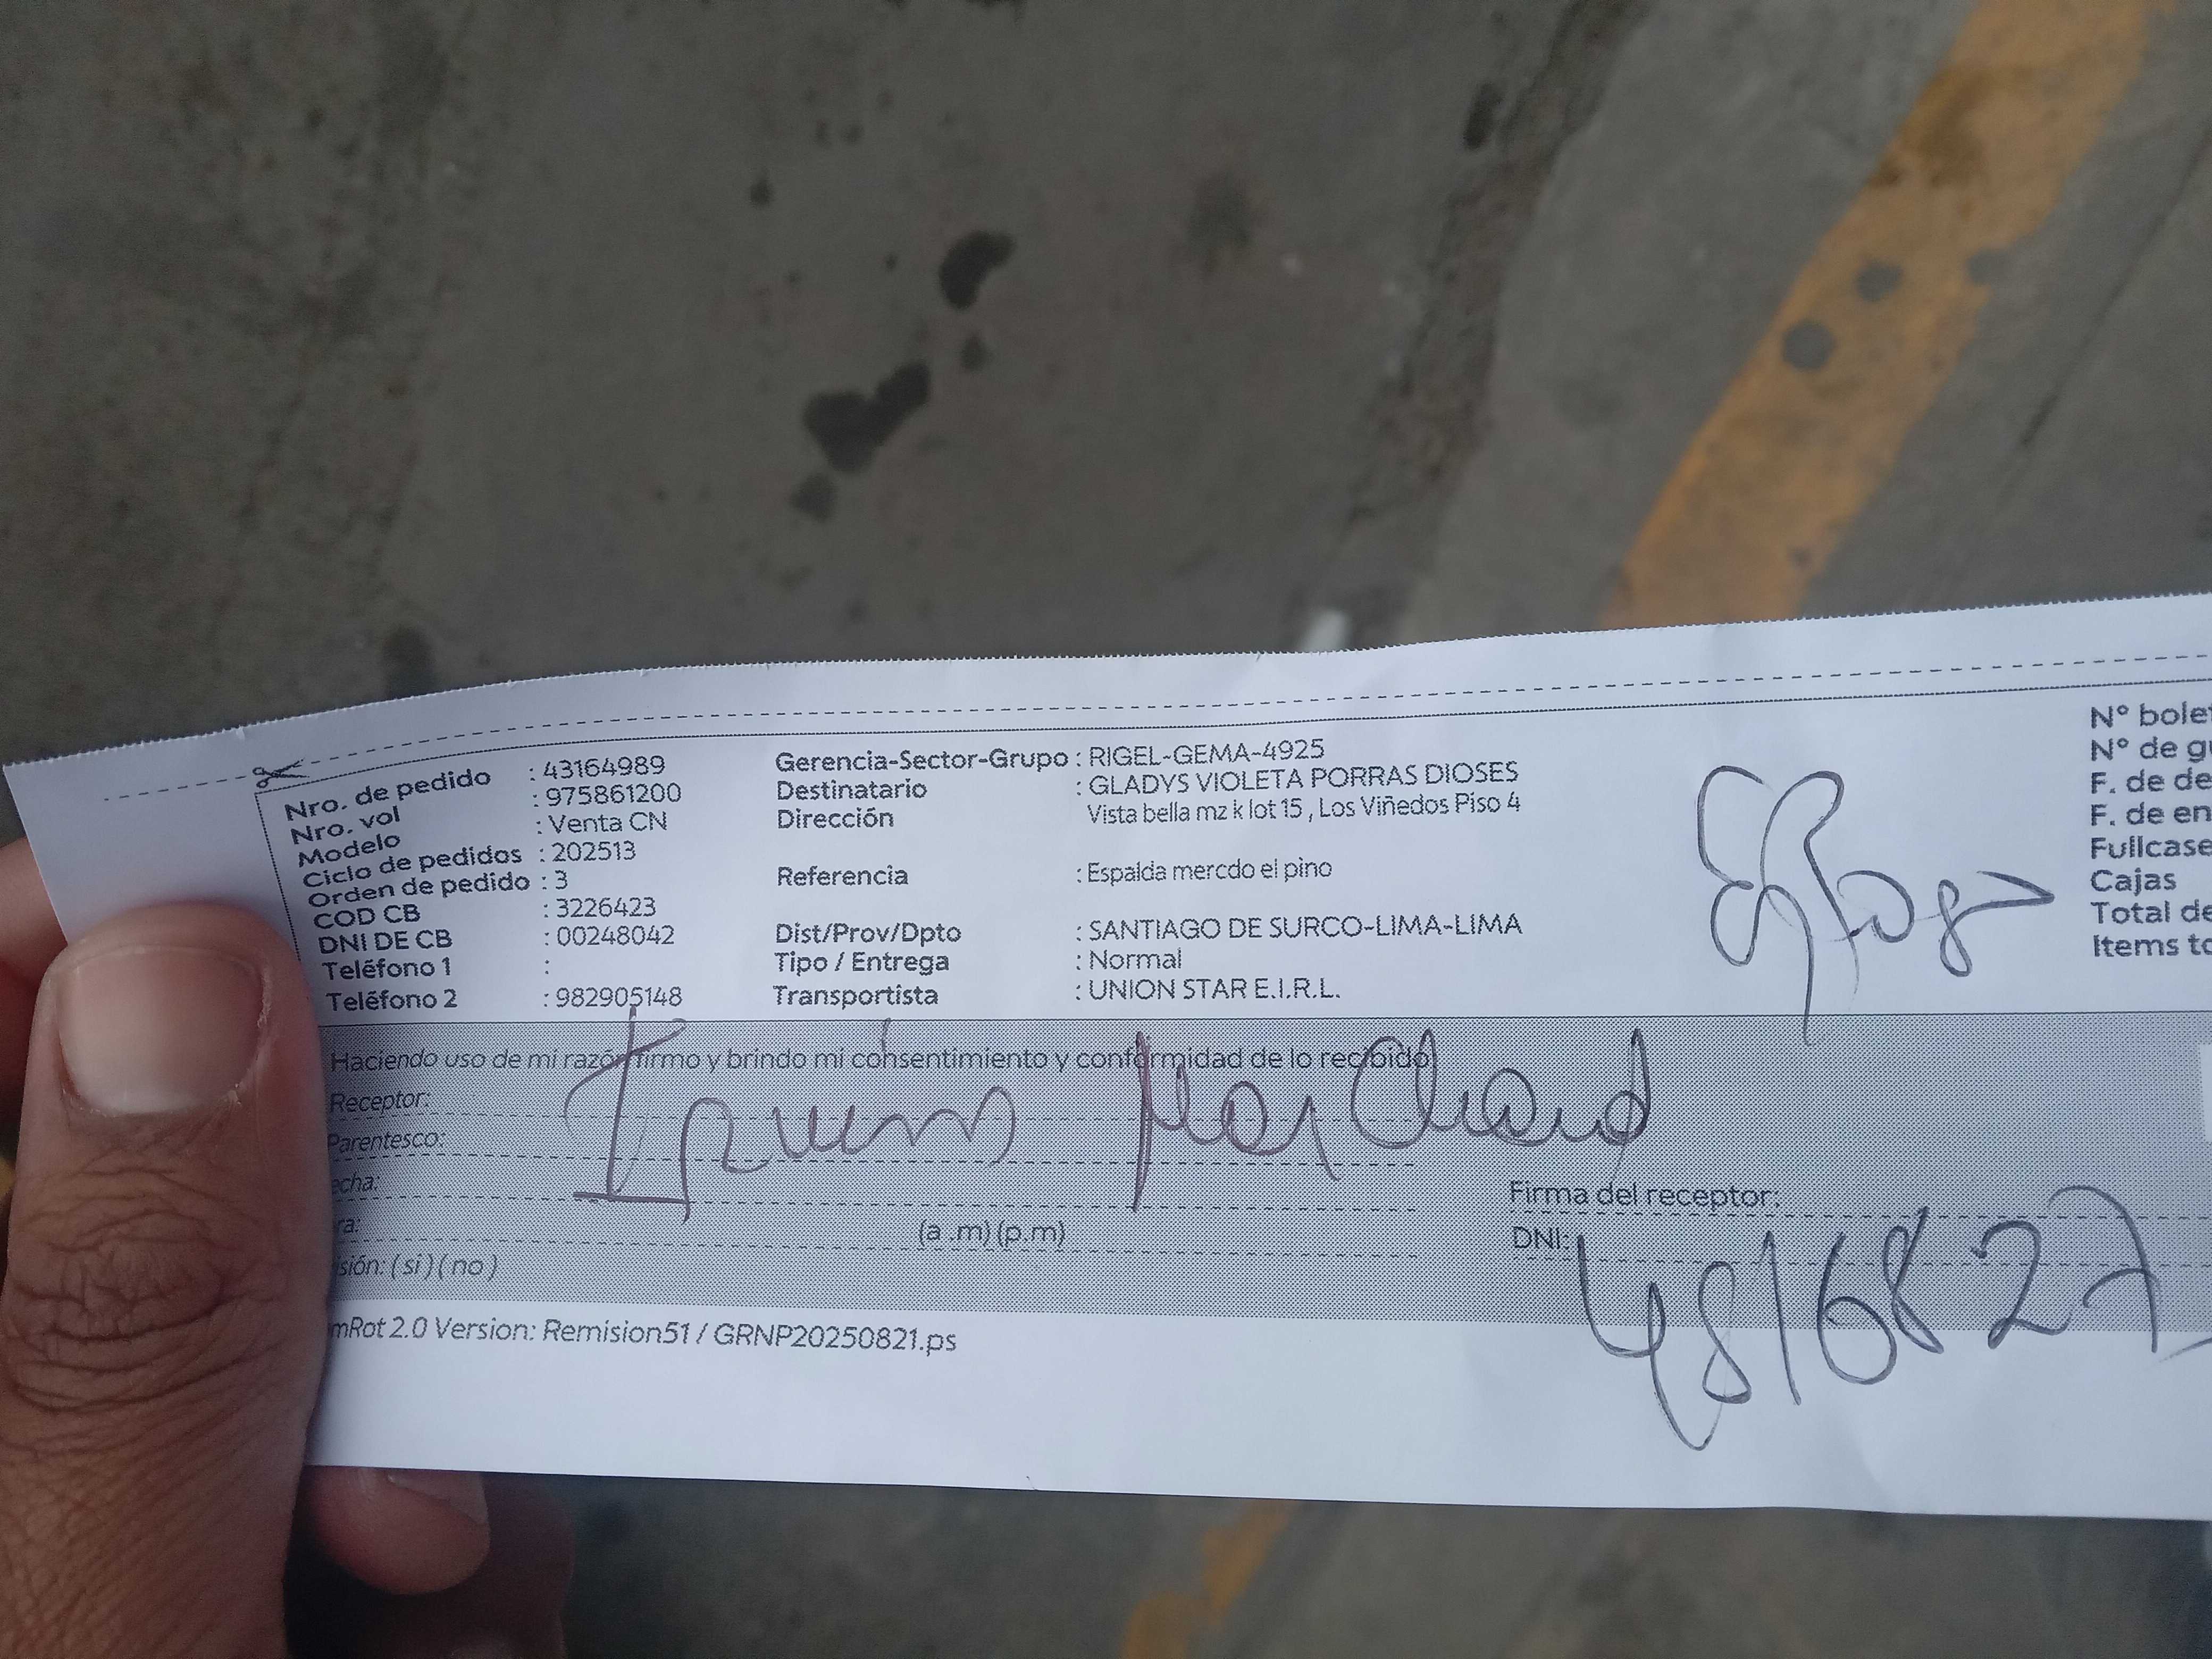 Nro. de pedido : 43164989
Nro. vol : 975861200
Modelo : Venta CN
Ciclo de pedidos : 202513
Orden de pedido : 3
COD CB : 3226423
DNI DE CB : 00248042
Teléfono 1 :
Teléfono 2 : 982905148
Gerencia-Sector-Grupo : RIGEL-GEMA-4925
Destinatario : GLADYS VIOLETA PORRAS DIOSES
Dirección Vista bella mz k lot 15 , Los Viñedos Piso 4
Referencia : Espalda mercdo el pino
Dist/Prov/Dpto : SANTIAGO DE SURCO-LIMA-LIMA
Tipo / Entrega : Normal
Transportista : UNION STAR E.I.R.L.
N° bolet
N° de gu
F. de de
F. de en
Fullcase
Cajas
Total de
Items to
Haciendo uso de mi razón firmo y brindo mi consentimiento y conformidad de lo recibido
Receptor:
Parentesco:
echa:
ra: (a .m) (p.m)
sión: ( si ) ( no )
Firma del receptor:
DNI: 4816827
mRot 2.0 Version: Remision51 / GRNP20250821.ps